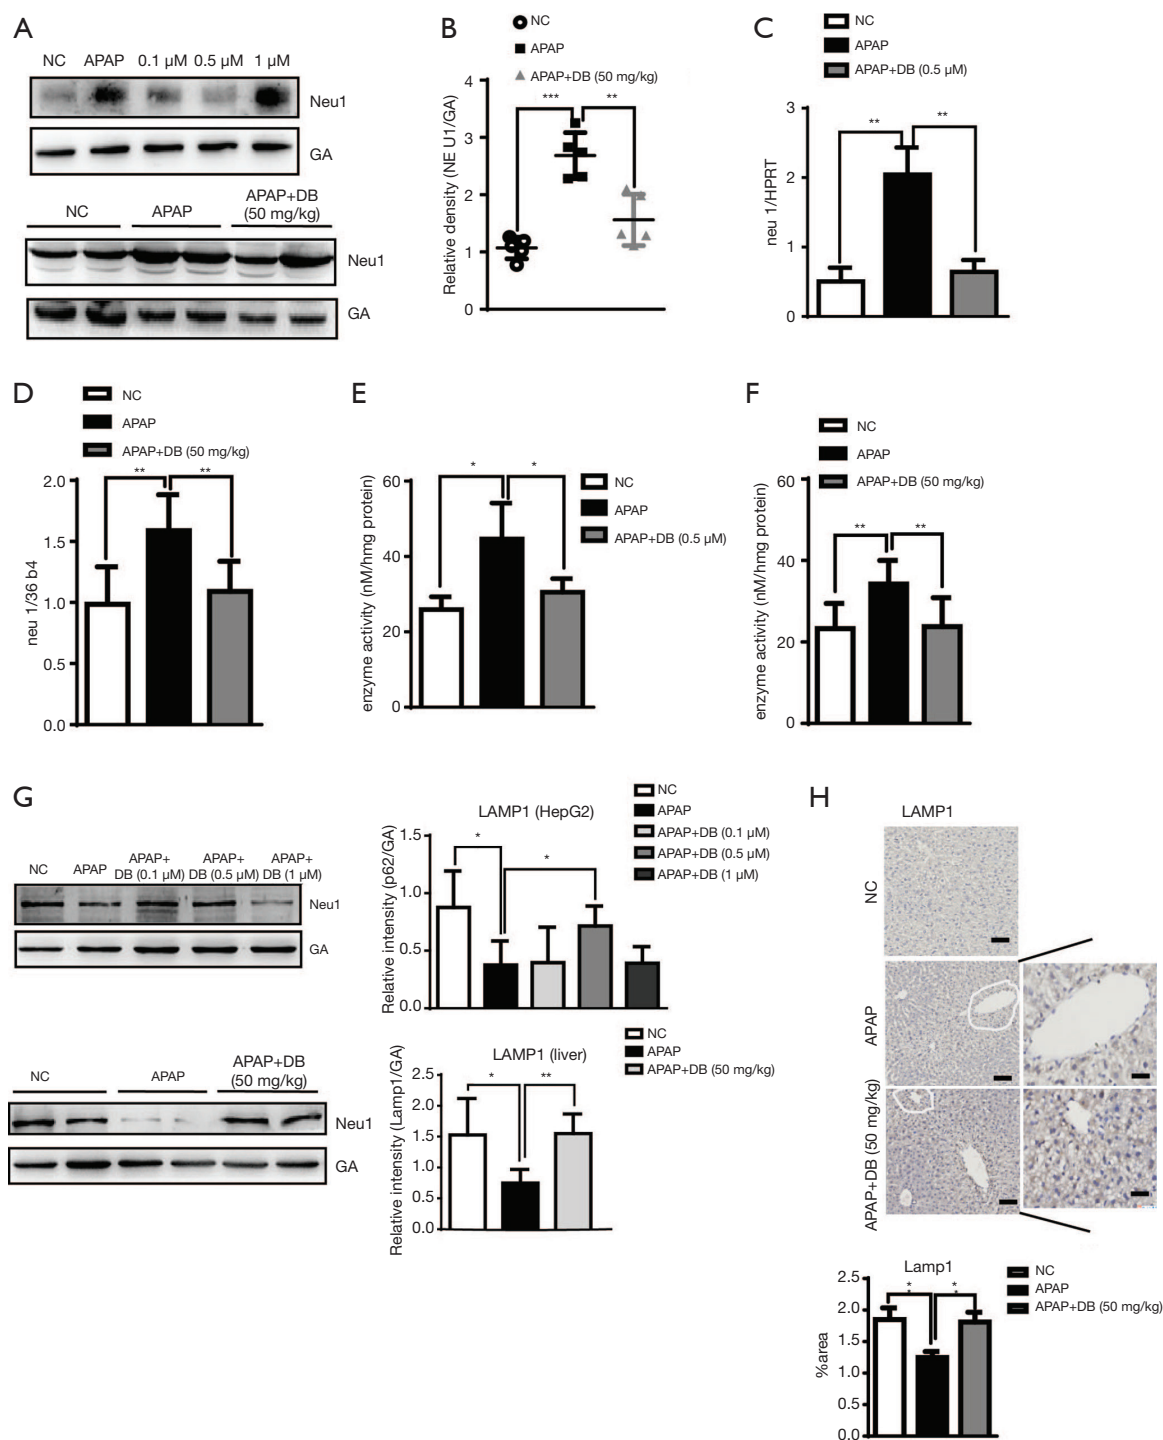 A
NC APAP 0.1 µM 0.5 µM 1 µM
Neu1
GA
NC APAP APAP+DB
(50 mg/kg)
Neu1
GA
B
NC
APAP
APAP+DB (50 mg/kg)
Relative density (NE U1/GA)
4
3
2
1
0
*** **
C
NC
APAP
APAP+DB (0.5 µM)
neu 1/HPRT
3
2
1
0
** **
D
NC
APAP
APAP+DB (50 mg/kg)
neu 1/36 b4
2.0
1.5
1.0
0.5
0.0
** **
E
enzyme activity (nM/hmg protein)
60
40
20
0
* *
NC
APAP
APAP+DB (0.5 µM)
F
NC
APAP
APAP+DB (50 mg/kg)
enzyme activity (nM/hmg protein)
60
40
20
0
** **
G
NC APAP APAP+ APAP+ APAP+
DB (0.1 µM) DB (0.5 µM) DB (1 µM)
Neu1
GA
LAMP1 (HepG2)
Relative intensity (p62/GA)
1.5
1.0
0.5
0.0
* *
NC
APAP
APAP+DB (0.1 µM)
APAP+DB (0.5 µM)
APAP+DB (1 µM)
NC APAP APAP+DB
(50 mg/kg)
Neu1
GA
LAMP1 (liver)
Relative intensity (Lamp1/GA)
2.5
2.0
1.5
1.0
0.5
0.0
* **
NC
APAP
APAP+DB (50 mg/kg)
H
LAMP1
NC
APAP
APAP+DB (50 mg/kg)
Lamp1
%area
2.5
2.0
1.5
1.0
0.5
0.0
* *
* *
NC
APAP
APAP+DB (50 mg/kg)